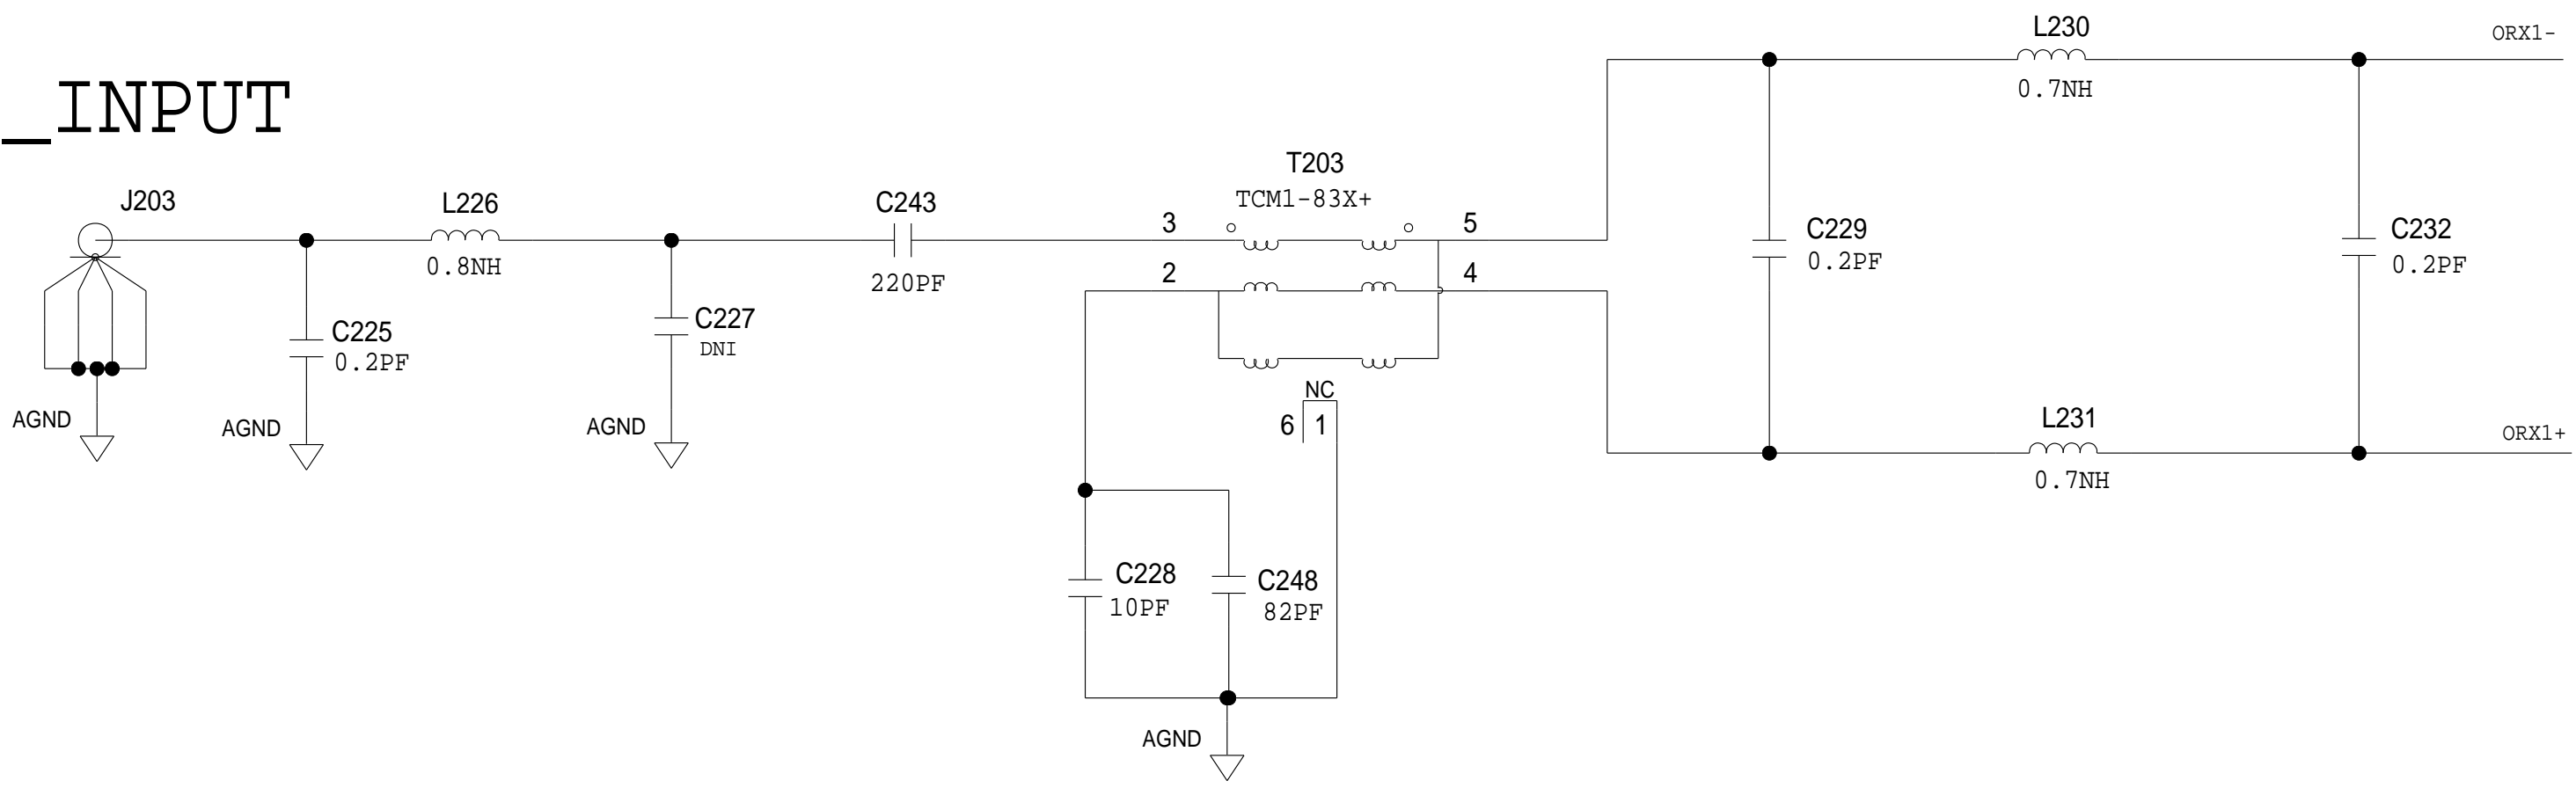 _INPUT
L230
ORX1-
0.7NH
T203
TCM1-83X+
J203
L226
C243
3
5
0.8NH
220PF
2
4
C229
0.2PF
C232
0.2PF
C225
0.2PF
C227
DNI
NC
6
1
AGND
AGND
AGND
L231
ORX1+
0.7NH
C228
10PF
C248
82PF
AGND